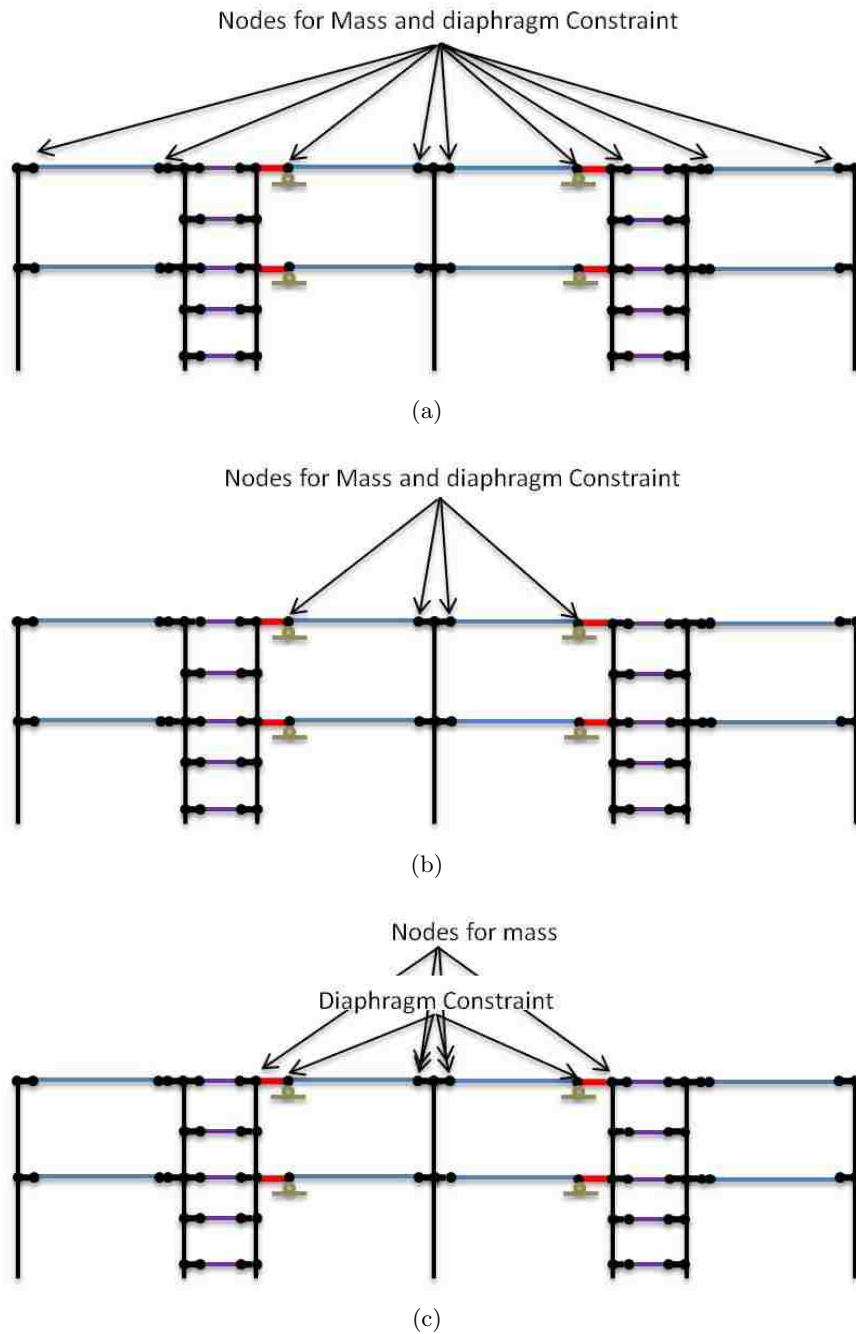 Nodes for Mass and diaphragm Constraint
(a)
Nodes for Mass and diaphragm Constraint
(b)
Nodes for mass
Diaphragm Constraint
(c)